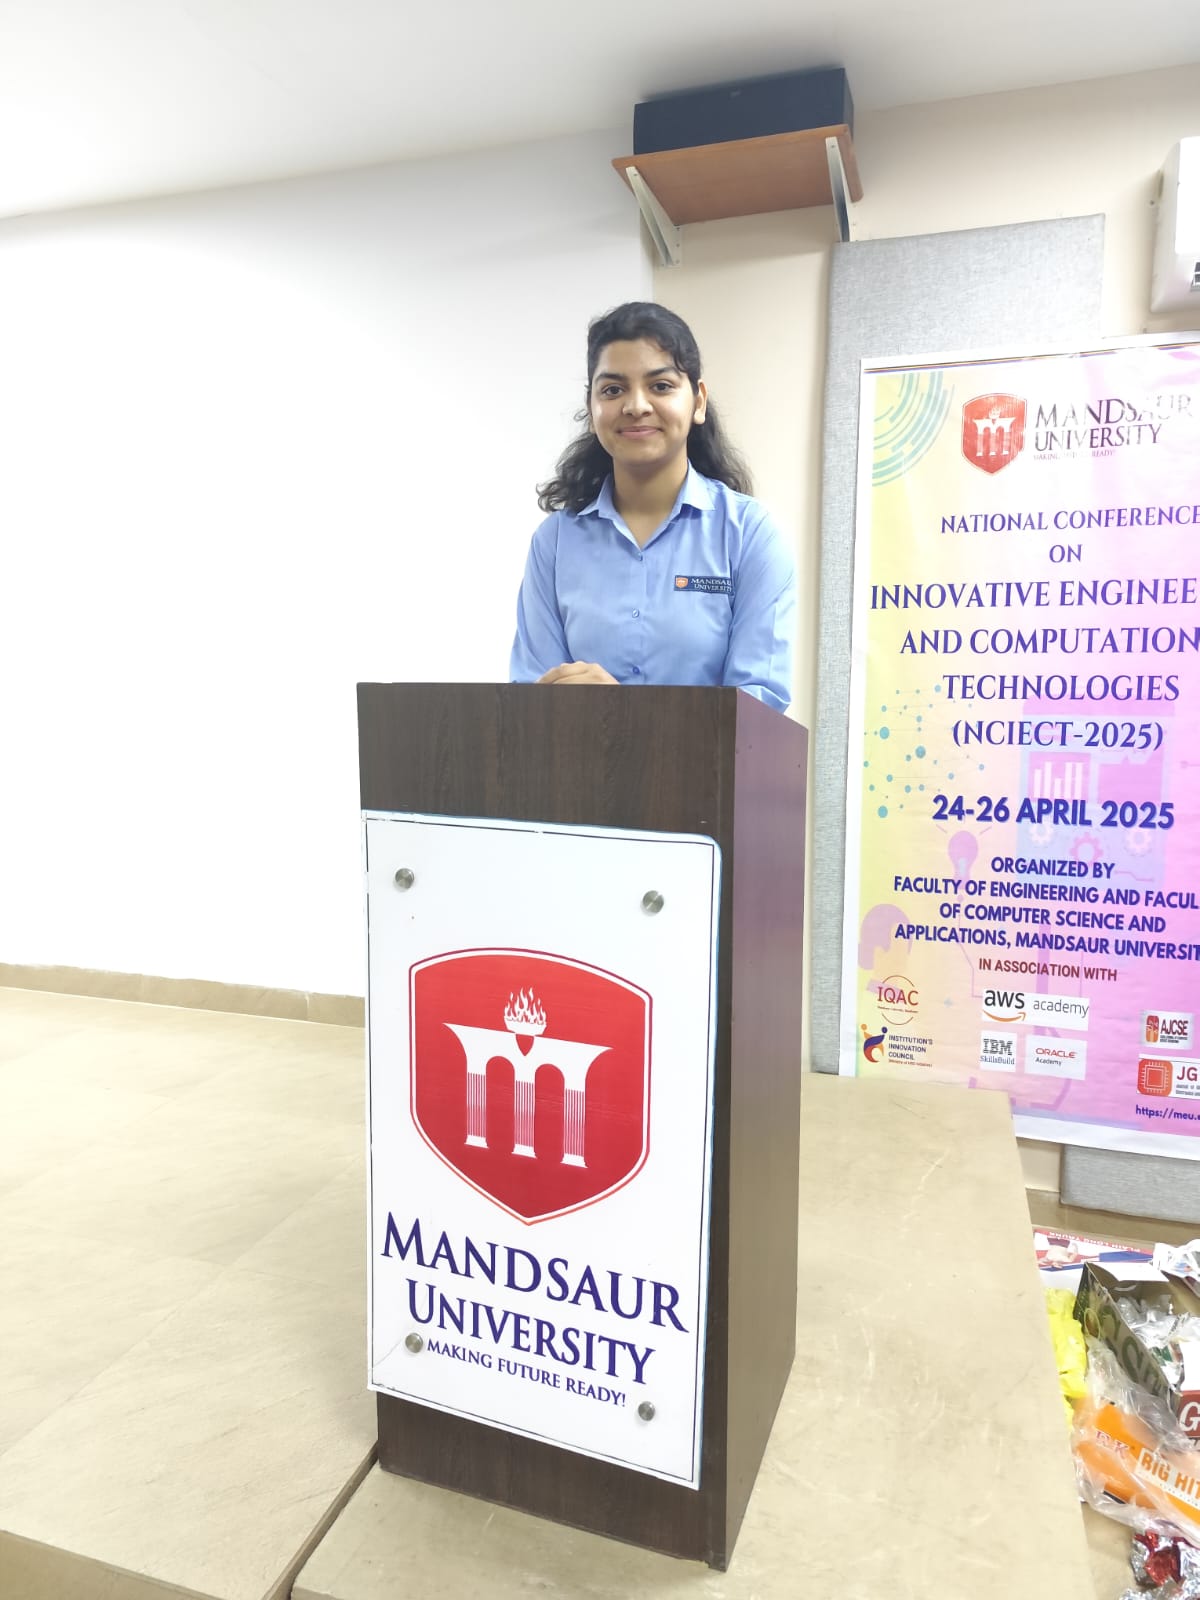 MANDSAUR
UNIVERSITY
MANDSAUR
UNIVERSITY
MAKING FUTURE READY!
NATIONAL CONFERENCE
ON
INNOVATIVE ENGINEE
AND COMPUTATION
TECHNOLOGIES
(NCIECT-2025)
24-26 APRIL 2025
ORGANIZED BY
FACULTY OF ENGINEERING AND FACUL
OF COMPUTER SCIENCE AND
APPLICATIONS, MANDSAUR UNIVERSIT
IN ASSOCIATION WITH
IQAC
aws academy
AJCSE
INSTITUTION'S
INNOVATION
COUNCIL
IBM
SkillsBuild
ORACLE
Academy
JG
https://meu.
MANDSAUR
UNIVERSITY
MAKING FUTURE READY!
BIG HIT